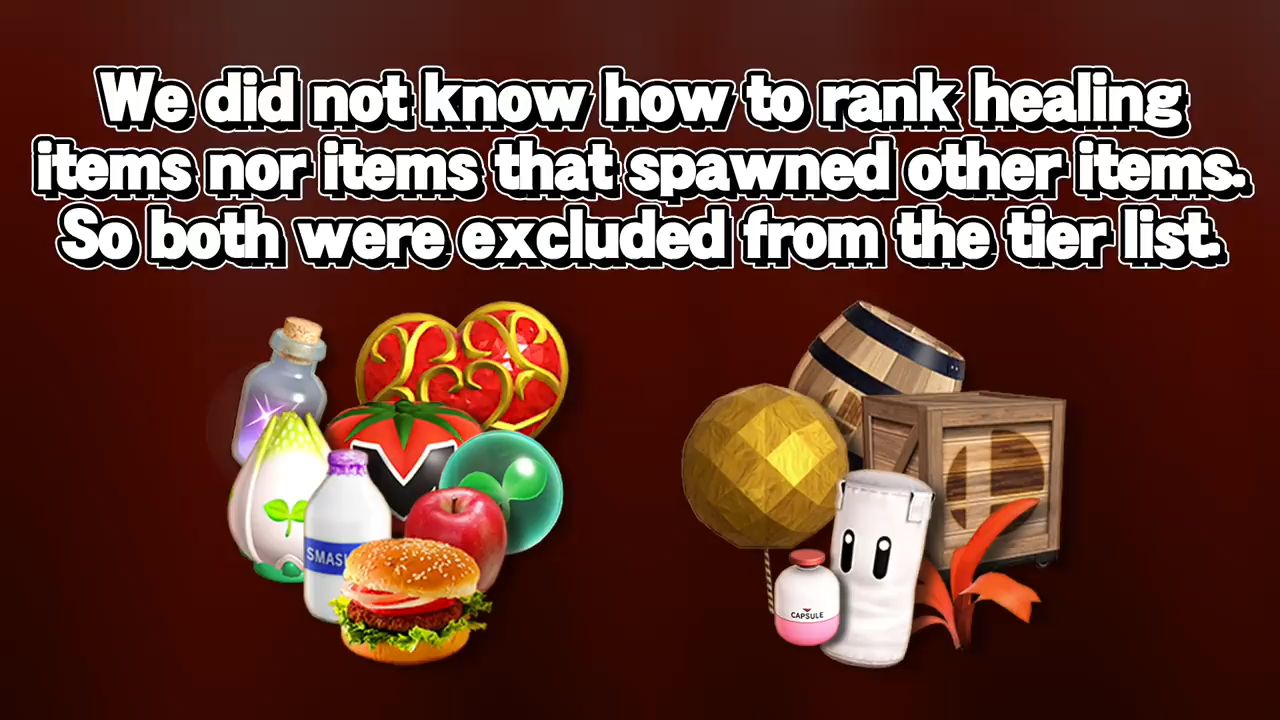 We did not know how to rank healing
items nor items that spawned other items.
So both were excluded from the tier list.
SMAS
CAPSULE